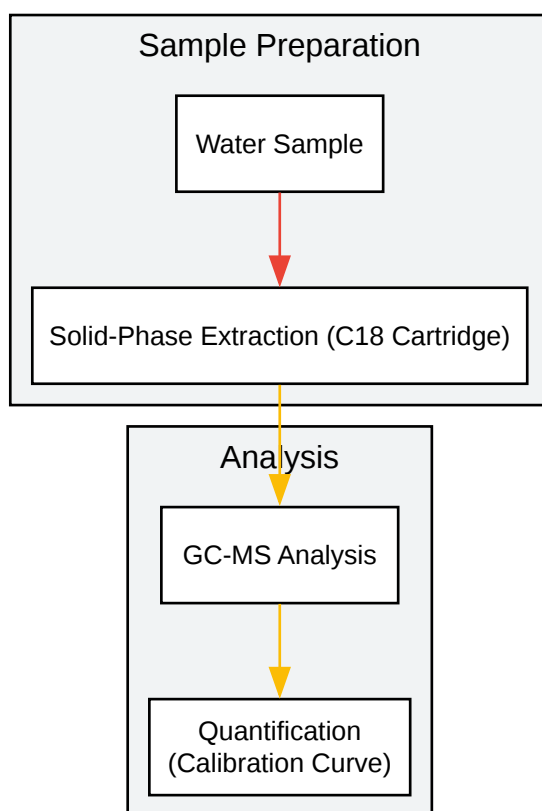 Sample Preparation
Water Sample
Solid-Phase Extraction (C18 Cartridge)
Analysis
GC-MS Analysis
Quantification
(Calibration Curve)